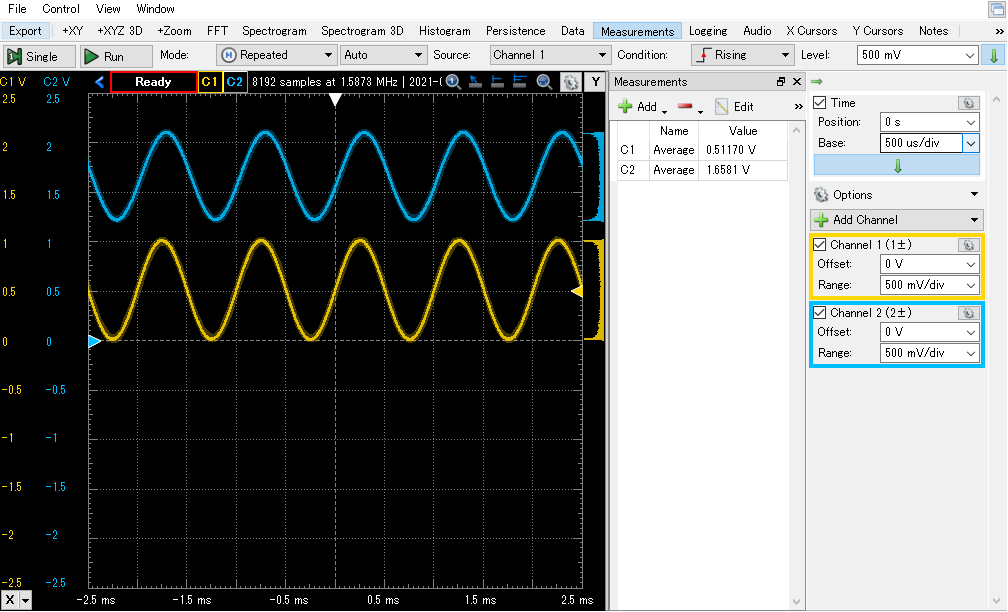 File Control View Window
Export +XY +XYZ 3D +Zoom FFT Spectrogram Spectrogram 3D Histogram Persistence Data Measurements Logging Audio X Cursors Y Cursors Notes »
Single Run Mode: Repeated Auto Source: Channel 1 Condition: Rising Level: 500 mV
C1 V C2 V Ready C1 C2 8192 samples at 1.5873 MHz | 2021-( Y
2.5 2.5
2 2
1.5 1.5
1 1
0.5 0.5
0 0
-0.5 -0.5
-1 -1
-1.5 -1.5
-2 -2
-2.5 -2.5
X -2.5 ms -1.5 ms -0.5 ms 0.5 ms 1.5 ms 2.5 ms
Measurements
Add Edit »
Name Value
C1 Average 0.51170 V
C2 Average 1.6581 V
Time
Position: 0 s
Base: 500 us/div
Options
Add Channel
Channel 1 (1±)
Offset: 0 V
Range: 500 mV/div
Channel 2 (2±)
Offset: 0 V
Range: 500 mV/div